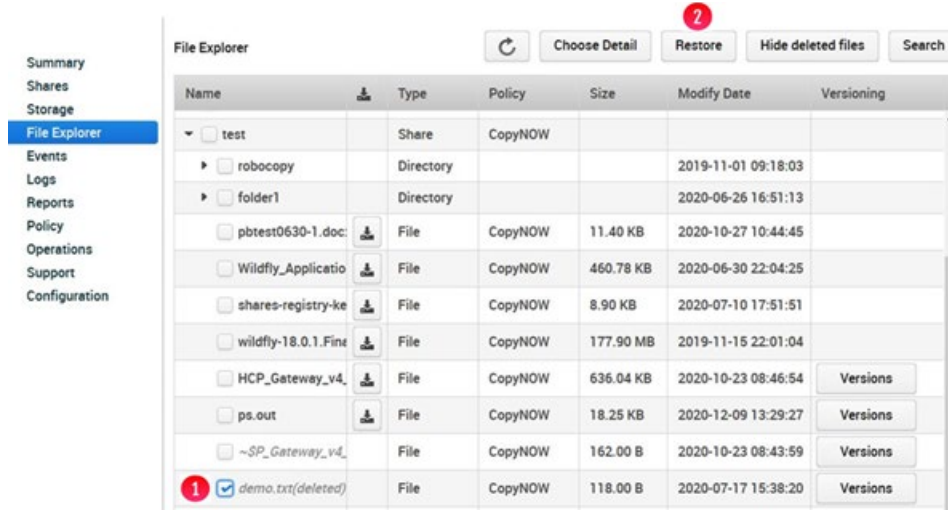 2
File Explorer Choose Detail Restore Hide deleted files Search
Summary
Shares
Storage
File Explorer
Events
Logs
Reports
Policy
Operations
Support
Configuration
Name Type Policy Size Modify Date Versioning
test Share CopyNOW
robocopy Directory 2019-11-01 09:18:03
folder1 Directory 2020-06-26 16:51:13
pbtest0630-1.doc: File CopyNOW 11.40 KB 2020-10-27 10:44:45
Wildfly_Applicatio File CopyNOW 460.78 KB 2020-06-30 22:04:25
shares-registry-ke File CopyNOW 8.90 KB 2020-07-10 17:51:51
wildfly-18.0.1.Fina File CopyNOW 177.90 MB 2019-11-15 22:01:04
HCP_Gateway_v4_ File CopyNOW 636.04 KB 2020-10-23 08:46:54 Versions
ps.out File CopyNOW 18.25 KB 2020-12-09 13:29:27 Versions
~$P_Gateway_v4_ File CopyNOW 162.00 B 2020-10-23 08:43:59 Versions
1 demo.txt(deleted) File CopyNOW 118.00 B 2020-07-17 15:38:20 Versions